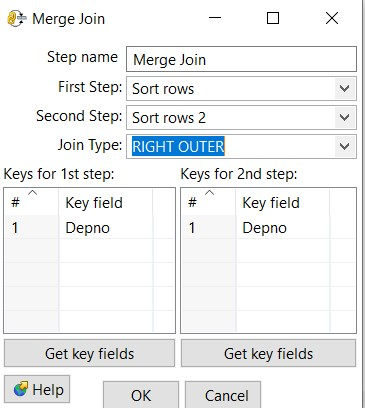 Merge Join
Step name Merge Join
First Step: Sort rows
Second Step: Sort rows 2
Join Type: RIGHT OUTER
Keys for 1st step: Keys for 2nd step:
# Key field # Key field
1 Depno 1 Depno
Get key fields Get key fields
Help OK Cancel